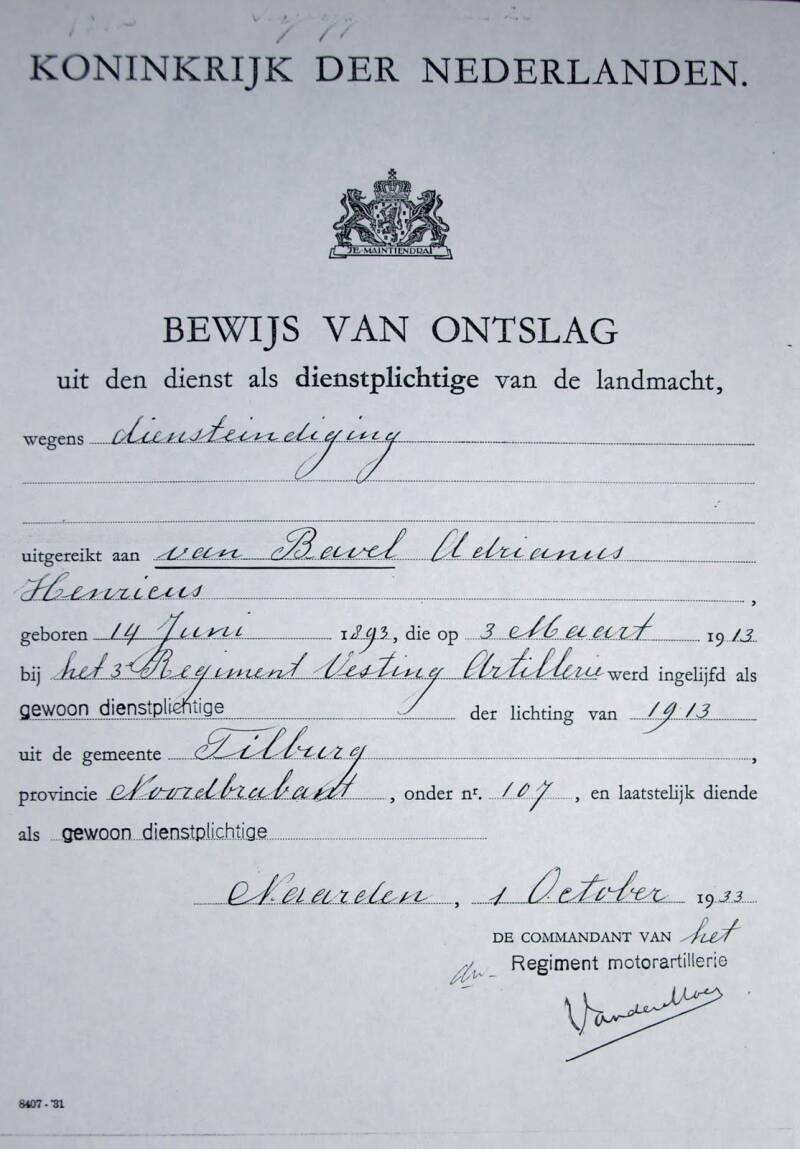 KONINKRIJK DER NEDERLANDEN.
JE MAINTIENDRAI
BEWIJS VAN ONTSLAG
uit den dienst als dienstplichtige van de landmacht,
wegens diensteindiging
uitgereikt aan van Bavel Adrianus
Henricus ,
geboren 14 Juni 1893, die op 3 Maart 1913
bij het 3e Regiment Vesting Artillerie werd ingelijfd als
gewoon dienstplichtige der lichting van 1913
uit de gemeente Tilburg ,
provincie Noordbrabant , onder nr. 107 , en laatstelijk diende
als gewoon dienstplichtige
Naarden , 1 October 1933
DE COMMANDANT VAN het
Regiment motorartillerie
8407-'31